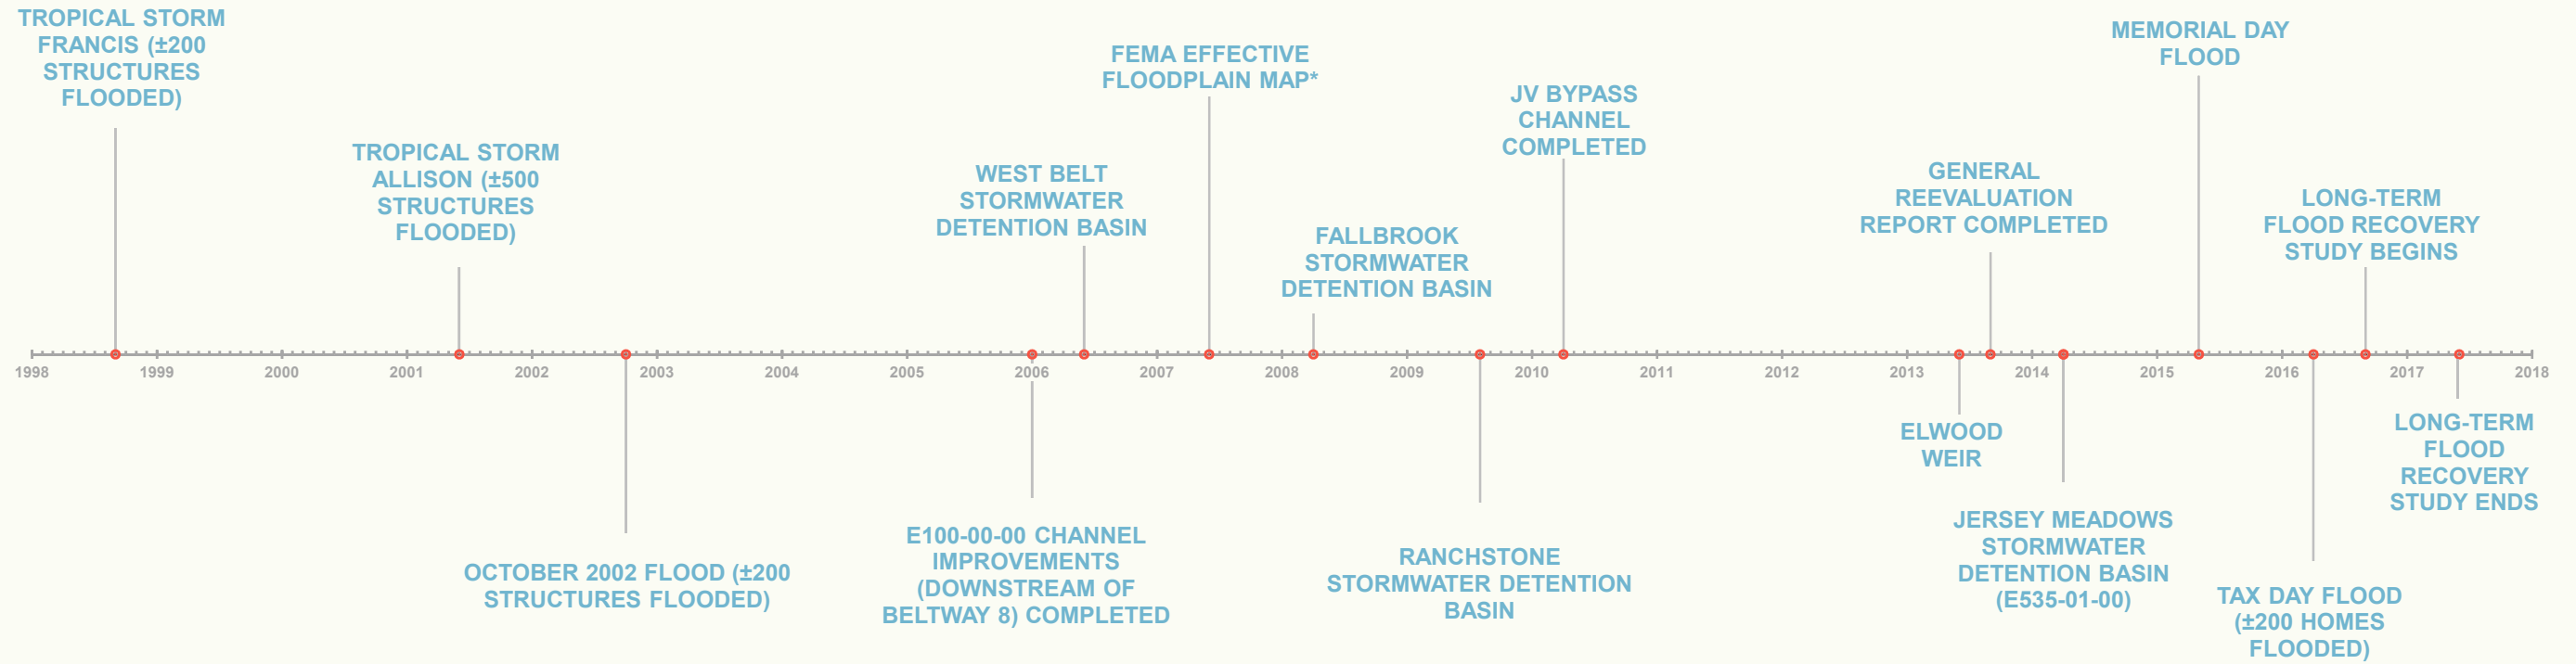 TROPICAL STORM
FRANCIS (±200
STRUCTURES
FLOODED)
TROPICAL STORM
ALLISON (±500
STRUCTURES
FLOODED)
WEST BELT
STORMWATER
DETENTION BASIN
FEMA EFFECTIVE
FLOODPLAIN MAP*
FALLBROOK
STORMWATER
DETENTION BASIN
JV BYPASS
CHANNEL
COMPLETED
GENERAL
REEVALUATION
REPORT COMPLETED
MEMORIAL DAY
FLOOD
LONG-TERM
FLOOD RECOVERY
STUDY BEGINS
1998 1999 2000 2001 2002 2003 2004 2005 2006 2007 2008 2009 2010 2011 2012 2013 2014 2015 2016 2017 2018
OCTOBER 2002 FLOOD (±200
STRUCTURES FLOODED)
E100-00-00 CHANNEL
IMPROVEMENTS
(DOWNSTREAM OF
BELTWAY 8) COMPLETED
RANCHSTONE
STORMWATER DETENTION
BASIN
ELWOOD
WEIR
JERSEY MEADOWS
STORMWATER
DETENTION BASIN
(E535-01-00)
TAX DAY FLOOD
(±200 HOMES
FLOODED)
LONG-TERM
FLOOD
RECOVERY
STUDY ENDS